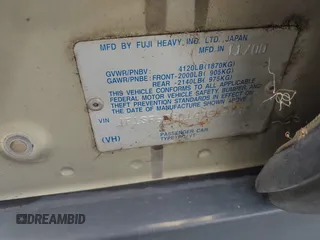 MFD BY FUJI HEAVY, IND. LTD., JAPAN
MFD.IN 11/00
GVWR/PNBV : 4120LB(1870KG)
GAWR/PNBE: FRONT-2000LB( 905KG)
REAR -2140LB( 975KG)
THIS VEHICLE CONFORMS TO ALL APPLICABLE
FEDERAL MOTOR VEHICLE SAFETY, BUMPER, AND
THEFT PREVENTION STANDARDS IN EFFECT ON
THE DATE OF MANUFACTURE SHOWN ABOVE.
VIN
(VH)
PASSENGER CAR
DREAMBID